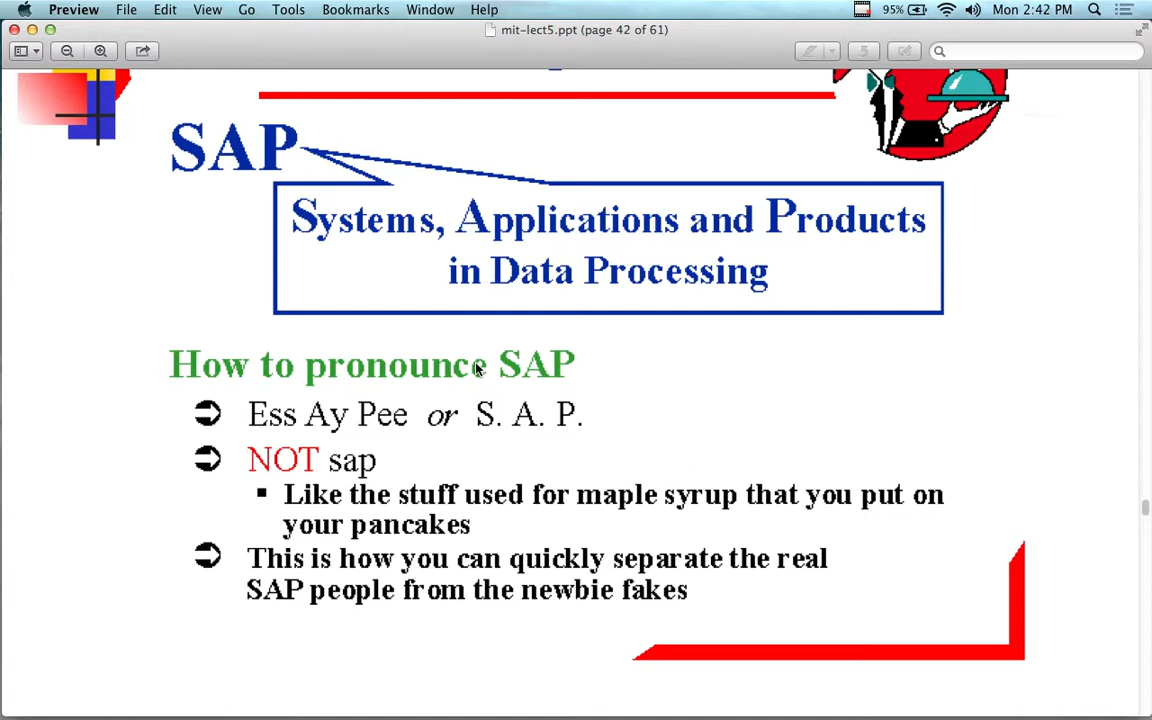 Preview File Edit View Go Tools Bookmarks Window Help 95% Mon 2:42 PM
mit-lect5.ppt (page 42 of 61)
SAP
Systems, Applications and Products
in Data Processing
How to pronounce SAP
Ess Ay Pee or S. A. P.
NOT sap
Like the stuff used for maple syrup that you put on
your pancakes
This is how you can quickly separate the real
SAP people from the newbie fakes